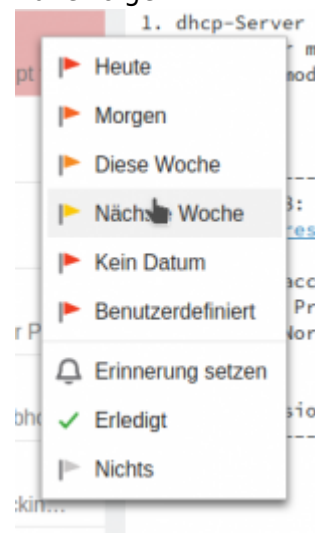 1. dhcp-Server
Heute
Morgen
Diese Woche
Nächste Woche
Kein Datum
Benutzerdefiniert
Erinnerung setzen
Erledigt
Nichts